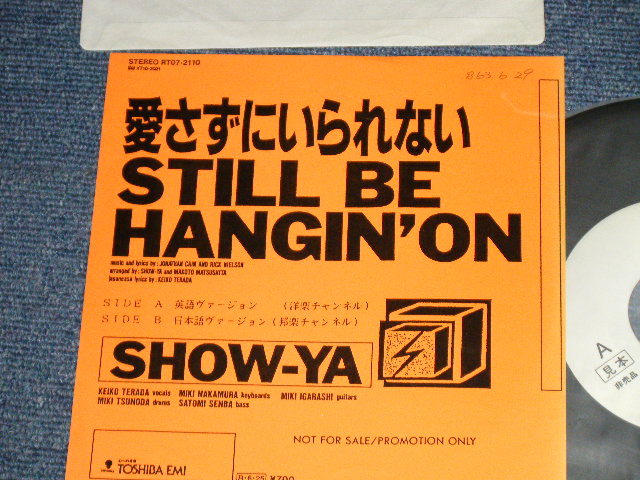 STEREO RT07-2110
愛さずにいられない
STILL BE
HANGIN'ON
music and lyrics by: JONATHAN CAIN AND RICK NIELSON
arranged by: SHOW-YA and MAKOTO MATSUSHITA
japanese lyrics by: KEIKO TERADA
SIDE A 英語ヴァージョン (洋楽チャンネル)
SIDE B 日本語ヴァージョン (邦楽チャンネル)
SHOW-YA
KEIKO TERADA vocals MIKI NAKAMURA keyboards MIKI IGARASHI guitars
MIKI TSUNODA drums SATOMI SENBA bass
NOT FOR SALE/PROMOTION ONLY
TOSHIBA EMI
¥700
A
見本
非売品